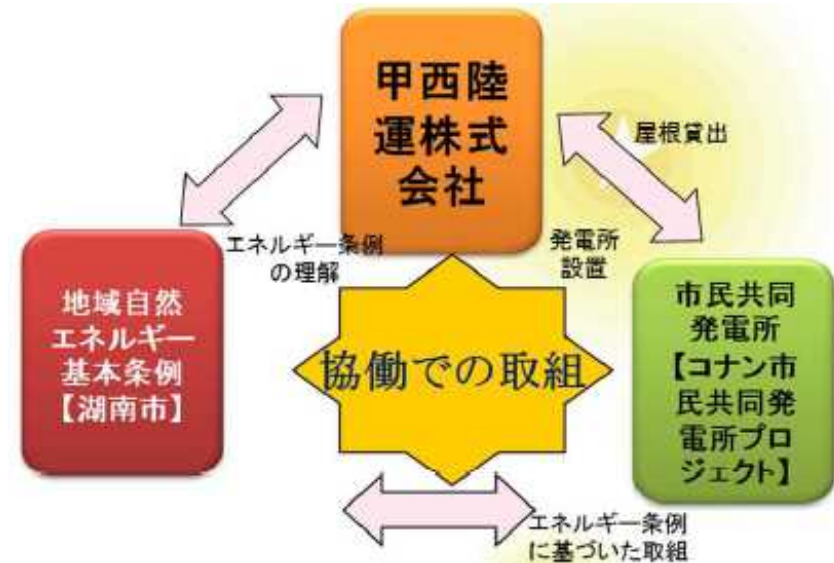 甲西陸
運株式
会社
屋根貸出
エネルギー条例
の理解
発電所
設置
地域自然
エネルギー
基本条例
【湖南市】
協働での取組
市民共同
発電所
【コナン市
民共同発
電所プロ
ジェクト】
エネルギー条例
に基づいた取組